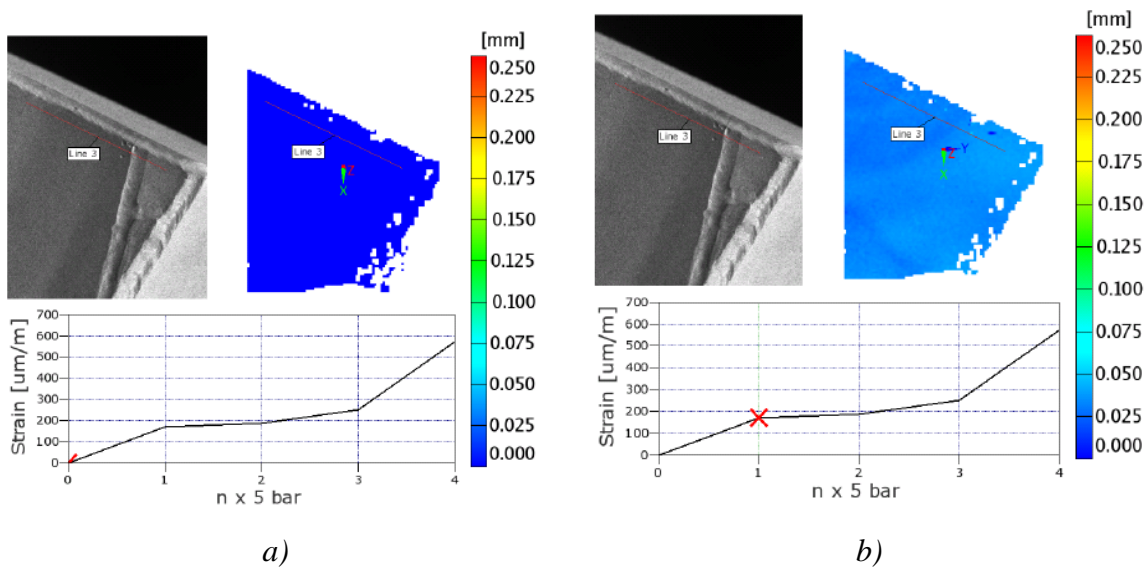 [mm]
0.250
0.225
0.200
0.175
0.150
0.125
0.100
0.075
0.050
0.025
0.000
Line 3
Line 3
Z
X
Strain [um/m]
700
600
500
400
300
200
100
0
0 1 2 3 4
n x 5 bar
a)
[mm]
0.250
0.225
0.200
0.175
0.150
0.125
0.100
0.075
0.050
0.025
0.000
Line 3
Line 3
Z Y
X
Strain [um/m]
700
600
500
400
300
200
100
0
0 1 2 3 4
n x 5 bar
b)